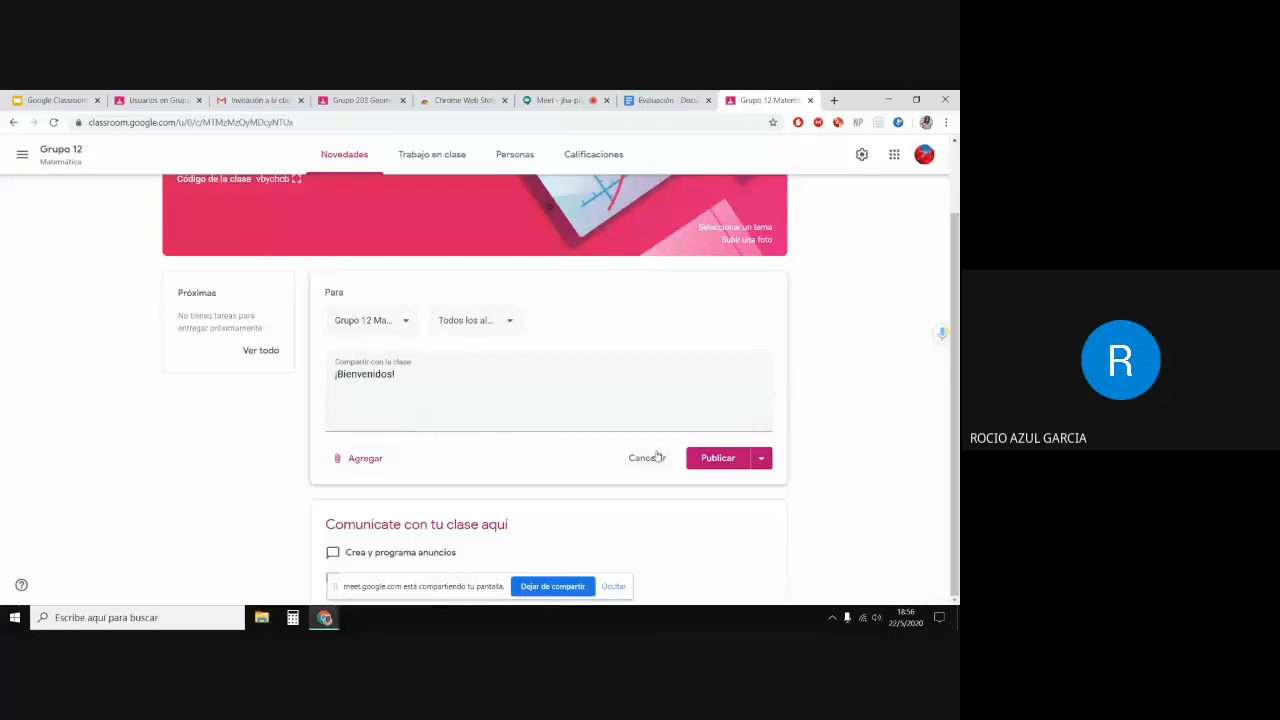 Google Classroom
Usuarios en Grupo
Invitación a la clas
Grupo 203 Geom
Chrome Web Stor
Meet – jha-p
Evaluación - Docu
Grupo 12 Matemá
classroom.google.com/u/0/c/MTMzMzQyMDcyNTUx
NP
Grupo 12
Matemática
Novedades
Trabajo en clase
Personas
Calificaciones
Código de la clase vbychcb
Seleccionar un tema
Subir una foto
Próximas
No tienes tareas para
entregar próximamente
Ver todo
Para
Grupo 12 Ma...
Todos los al...
Compartir con la clase
¡Bienvenidos!
Agregar
Cancelar
Publicar
Comunícate con tu clase aquí
Crea y programa anuncios
meet.google.com está compartiendo tu pantalla.
Dejar de compartir
Ocultar
Escribe aquí para buscar
18:56
22/5/2020
R
ROCIO AZUL GARCIA